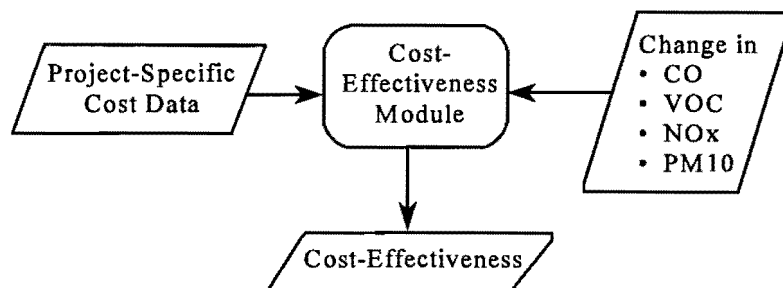 Project-Specific
Cost Data
Cost-
Effectiveness
Module
Change in
• CO
• VOC
• NOx
• PM10
Cost-Effectiveness